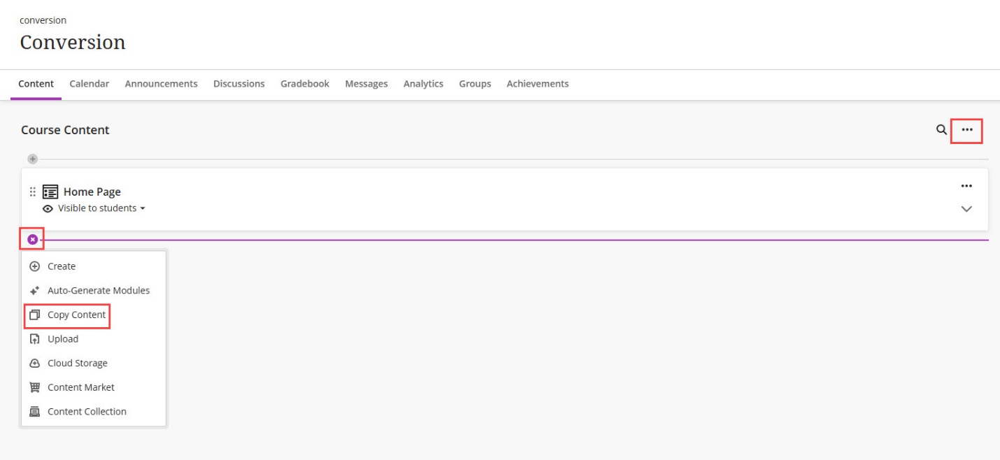 conversion
Conversion
Content Calendar Announcements Discussions Gradebook Messages Analytics Groups Achievements
Course Content
Home Page
Visible to students
Create
Auto-Generate Modules
Copy Content
Upload
Cloud Storage
Content Market
Content Collection